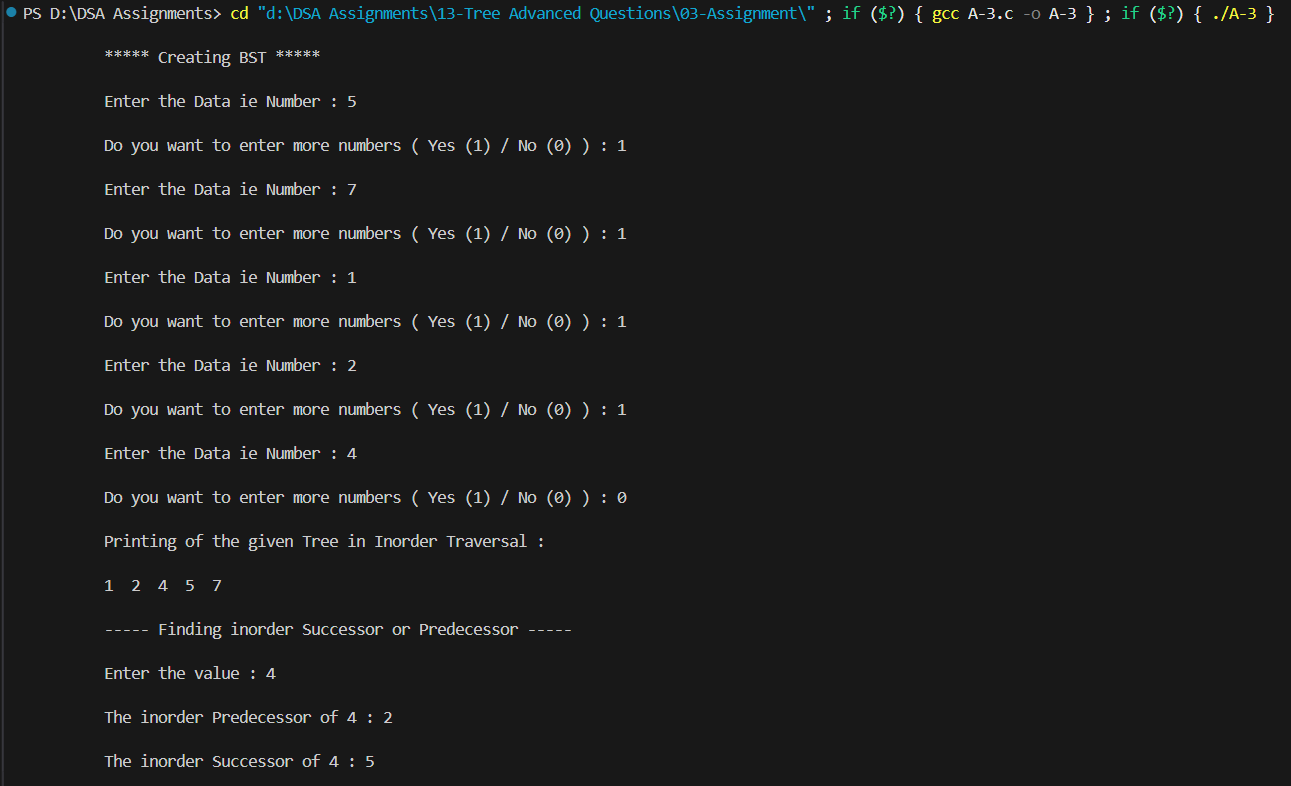 PS D:\DSA Assignments> cd "d:\DSA Assignments\13-Tree Advanced Questions\03-Assignment\" ; if ($?) { gcc A-3.c -o A-3 } ; if ($?) { ./A-3 }
***** Creating BST *****
Enter the Data ie Number : 5
Do you want to enter more numbers ( Yes (1) / No (0) ) : 1
Enter the Data ie Number : 7
Do you want to enter more numbers ( Yes (1) / No (0) ) : 1
Enter the Data ie Number : 1
Do you want to enter more numbers ( Yes (1) / No (0) ) : 1
Enter the Data ie Number : 2
Do you want to enter more numbers ( Yes (1) / No (0) ) : 1
Enter the Data ie Number : 4
Do you want to enter more numbers ( Yes (1) / No (0) ) : 0
Printing of the given Tree in Inorder Traversal :
1  2  4  5  7
----- Finding inorder Successor or Predecessor -----
Enter the value : 4
The inorder Predecessor of 4 : 2
The inorder Successor of 4 : 5